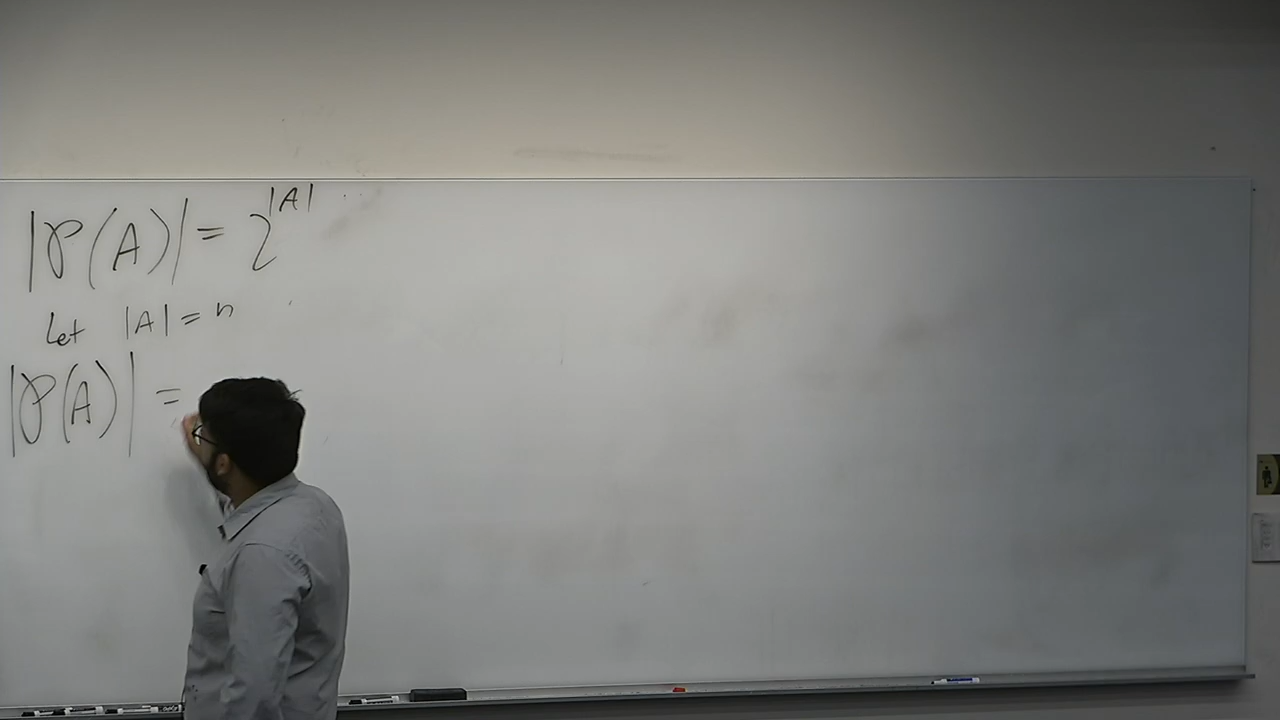 |𝒫(A)| = 2^|A|
Let |A| = n
|𝒫(A)| =